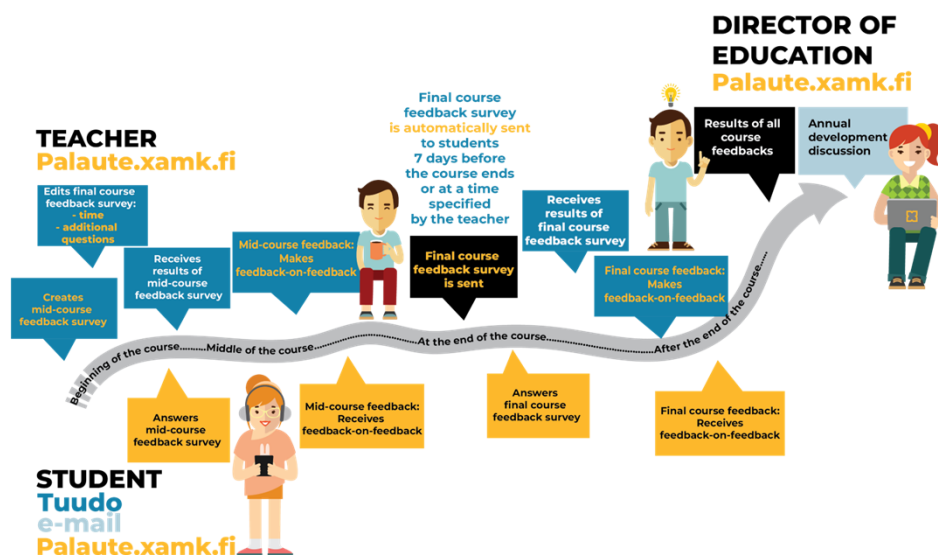 DIRECTOR OF
EDUCATION
Palaute.xamk.fi
Results of all
course
feedbacks
Annual
development
discussion
Final course
feedback survey
is automatically sent
to students
7 days before
the course ends
or at a time
specified
by the teacher
TEACHER
Palaute.xamk.fi
Edits final course
feedback survey:
- time
- additional
questions
Creates
mid-course
feedback survey
Receives
results of
mid-course
feedback survey
Mid-course feedback:
Makes
feedback-on-feedback
Final course
feedback survey
is sent
Receives
results of
final course
feedback survey
Final course feedback:
Makes
feedback-on-feedback
Beginning of the course.......Middle of the course...................At the end of the course...................After the end of the course.....
Answers
mid-course
feedback survey
Mid-course feedback:
Receives
feedback-on-feedback
Answers
final course
feedback survey
Final course feedback:
Receives
feedback-on-feedback
STUDENT
Tuudo
e-mail
Palaute.xamk.fi